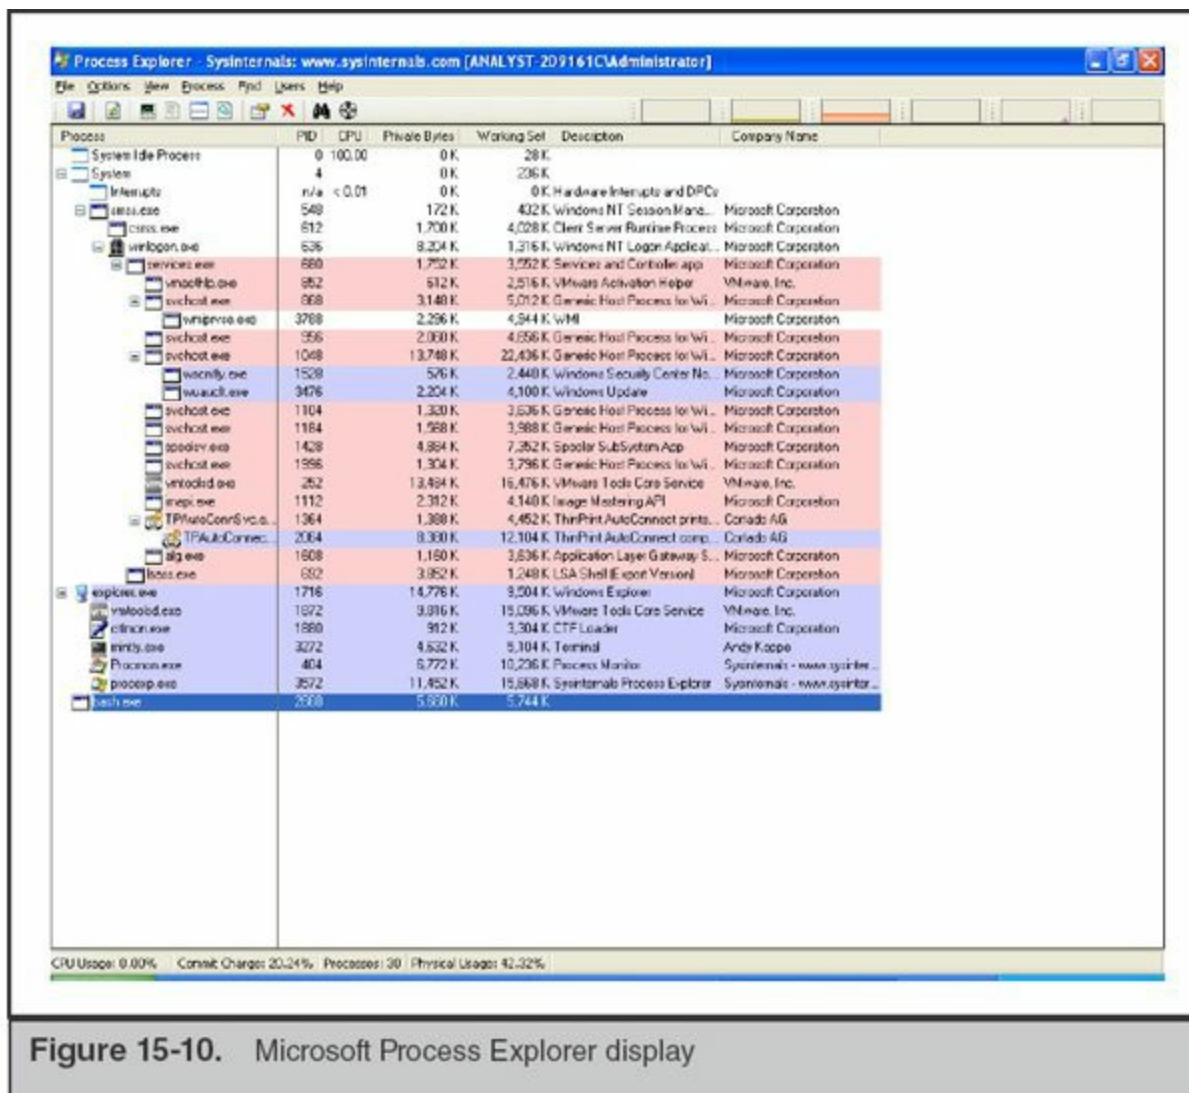 Process Explorer - Sysinternals: www.sysinternals.com [ANALYST-2D9161C\Administrator]
File Options View Process Find Users Help
Process PID CPU Private Bytes Working Set Description Company Name
System Idle Process 0 100.00 0 K 28 K
System 4 0 K 236 K
Interrupts n/a < 0.01 0 K 0 K Hardware Interrupts and DPCs
smss.exe 548 172 K 432 K Windows NT Session Mana... Microsoft Corporation
csrss.exe 612 1,700 K 4,028 K Client Server Runtime Process Microsoft Corporation
winlogon.exe 636 8,204 K 1,316 K Windows NT Logon Applicat... Microsoft Corporation
services.exe 680 1,752 K 3,552 K Services and Controller app Microsoft Corporation
vmacthlp.exe 852 612 K 2,516 K VMware Activation Helper VMware, Inc.
svchost.exe 868 3,148 K 5,012 K Generic Host Process for Wi... Microsoft Corporation
wmiprvse.exe 3788 2,296 K 4,944 K WMI Microsoft Corporation
svchost.exe 956 2,060 K 4,656 K Generic Host Process for Wi... Microsoft Corporation
svchost.exe 1048 13,748 K 22,436 K Generic Host Process for Wi... Microsoft Corporation
wscntfy.exe 1528 576 K 2,448 K Windows Security Center No... Microsoft Corporation
wuauclt.exe 3476 2,204 K 4,100 K Windows Update Microsoft Corporation
svchost.exe 1104 1,320 K 3,636 K Generic Host Process for Wi... Microsoft Corporation
svchost.exe 1184 1,568 K 3,988 K Generic Host Process for Wi... Microsoft Corporation
spoolsv.exe 1428 4,884 K 7,352 K Spooler SubSystem App Microsoft Corporation
svchost.exe 1996 1,304 K 3,796 K Generic Host Process for Wi... Microsoft Corporation
vmtoolsd.exe 252 13,484 K 16,476 K VMware Tools Core Service VMware, Inc.
imapi.exe 1112 2,312 K 4,140 K Image Mastering API Microsoft Corporation
TPAutoConnSvc.e... 1364 1,388 K 4,452 K ThinPrint AutoConnect printe... Cortado AG
TPAutoConnec... 2064 8,380 K 12,104 K ThinPrint AutoConnect comp... Cortado AG
alg.exe 1608 1,160 K 3,636 K Application Layer Gateway S... Microsoft Corporation
lsass.exe 692 3,852 K 1,248 K LSA Shell (Export Version) Microsoft Corporation
explorer.exe 1716 14,776 K 9,504 K Windows Explorer Microsoft Corporation
vmtoolsd.exe 1872 9,816 K 15,096 K VMware Tools Core Service VMware, Inc.
ctfmon.exe 1880 912 K 3,304 K CTF Loader Microsoft Corporation
mintty.exe 3272 4,632 K 5,104 K Terminal Andy Koppe
Procmon.exe 404 6,772 K 10,236 K Process Monitor Sysinternals - www.sysinter...
procexp.exe 3572 11,452 K 15,668 K Sysinternals Process Explorer Sysinternals - www.sysinter...
bash.exe 5,744 K
CPU Usage: 0.00% Commit Charge: 20.24% Processes: 30 Physical Usage: 42.32%
Figure 15-10. Microsoft Process Explorer display